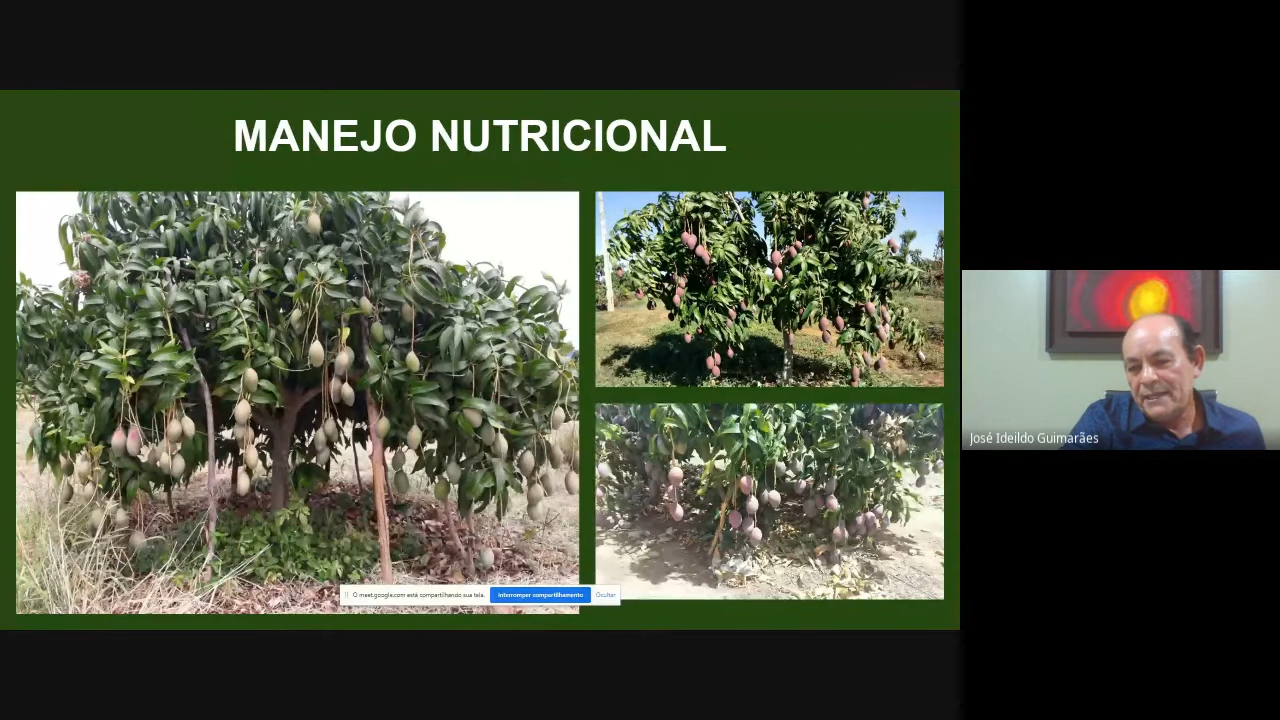 MANEJO NUTRICIONAL
O meet.google.com está compartilhando sua tela.
Interromper compartilhamento
Ocultar
José Ideildo Guimarães